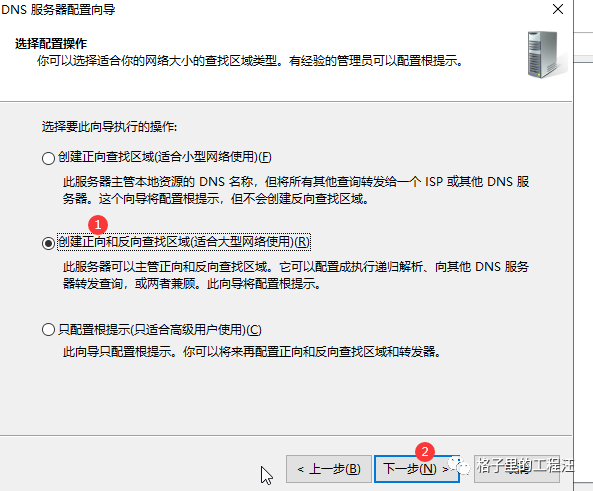 DNS 服务器配置向导
选择配置操作
你可以选择适合你的网络大小的查找区域类型。有经验的管理员可以配置根提示。
选择要此向导执行的操作:
创建正向查找区域(适合小型网络使用)(F)
此服务器主管本地资源的 DNS 名称，但将所有其他查询转发给一个 ISP 或其他 DNS 服
务器。这个向导将配置根提示，但不会创建反向查找区域。
1
创建正向和反向查找区域(适合大型网络使用)(R)
此服务器可以主管正向和反向查找区域。它可以配置成执行递归解析、向其他 DNS 服务
器转发查询，或两者兼顾。此向导将配置根提示。
只配置根提示(只适合高级用户使用)(C)
此向导只配置根提示。你可以将来再配置正向和反向查找区域和转发器。
2
< 上一步(B)
下一步(N) >
格子里的工程汪